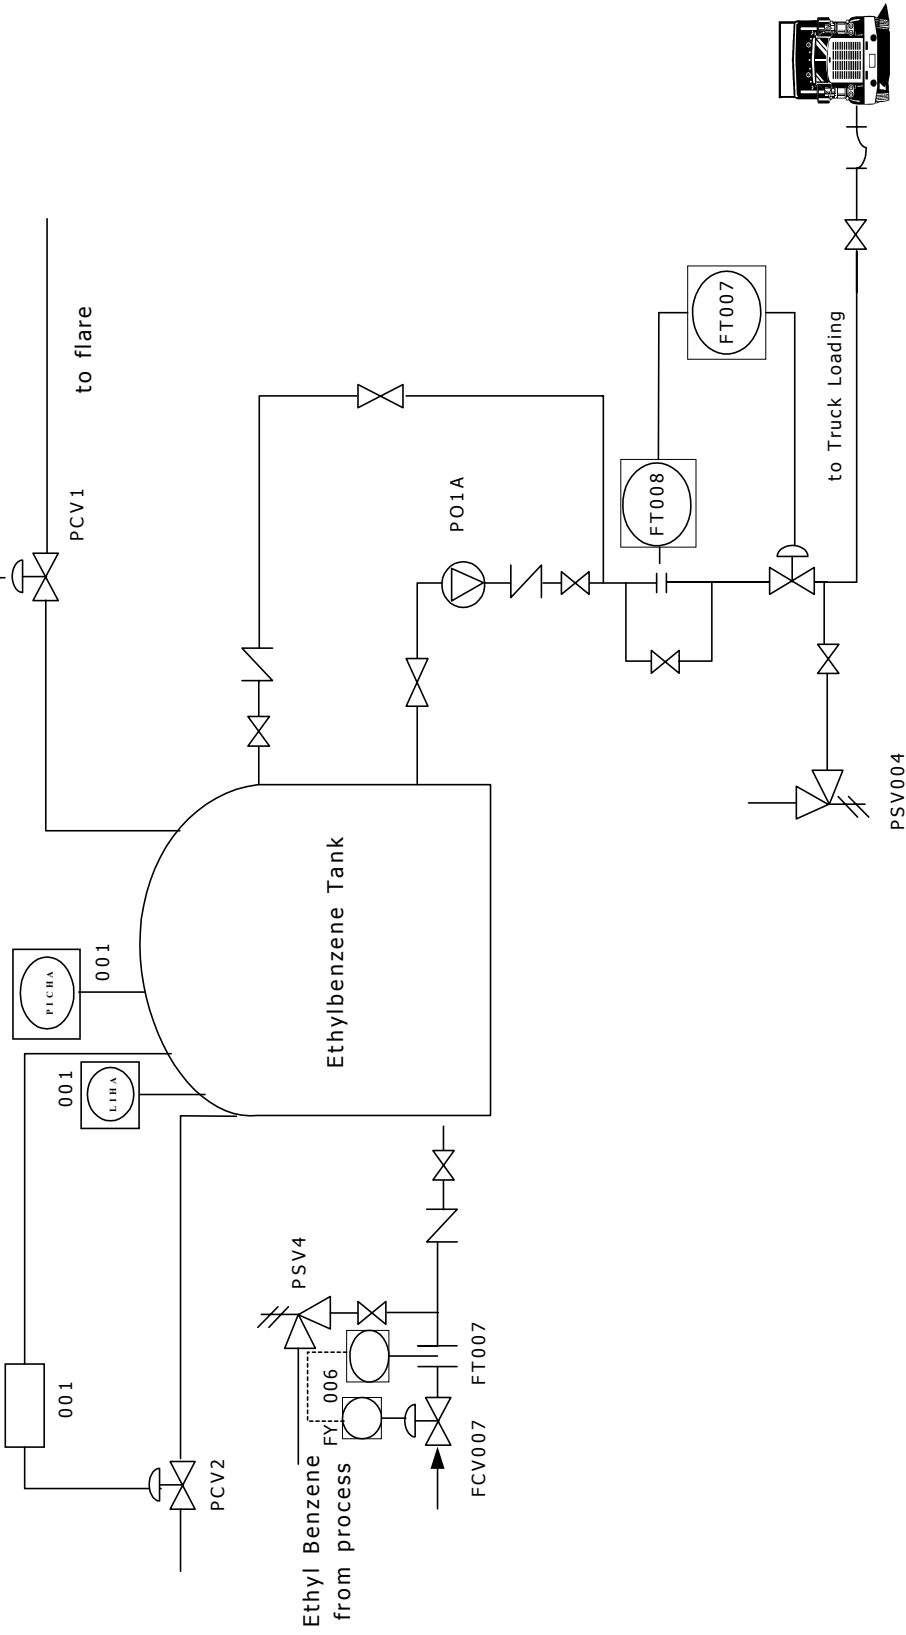 to flare
PCV1
PO1A
FT008
FT007
to Truck Loading
PSV004
PICHA
001
LIHA
001
Ethylbenzene Tank
001
PCV2
PSV4
006
FY
FT007
FCV007
Ethyl Benzene
from process